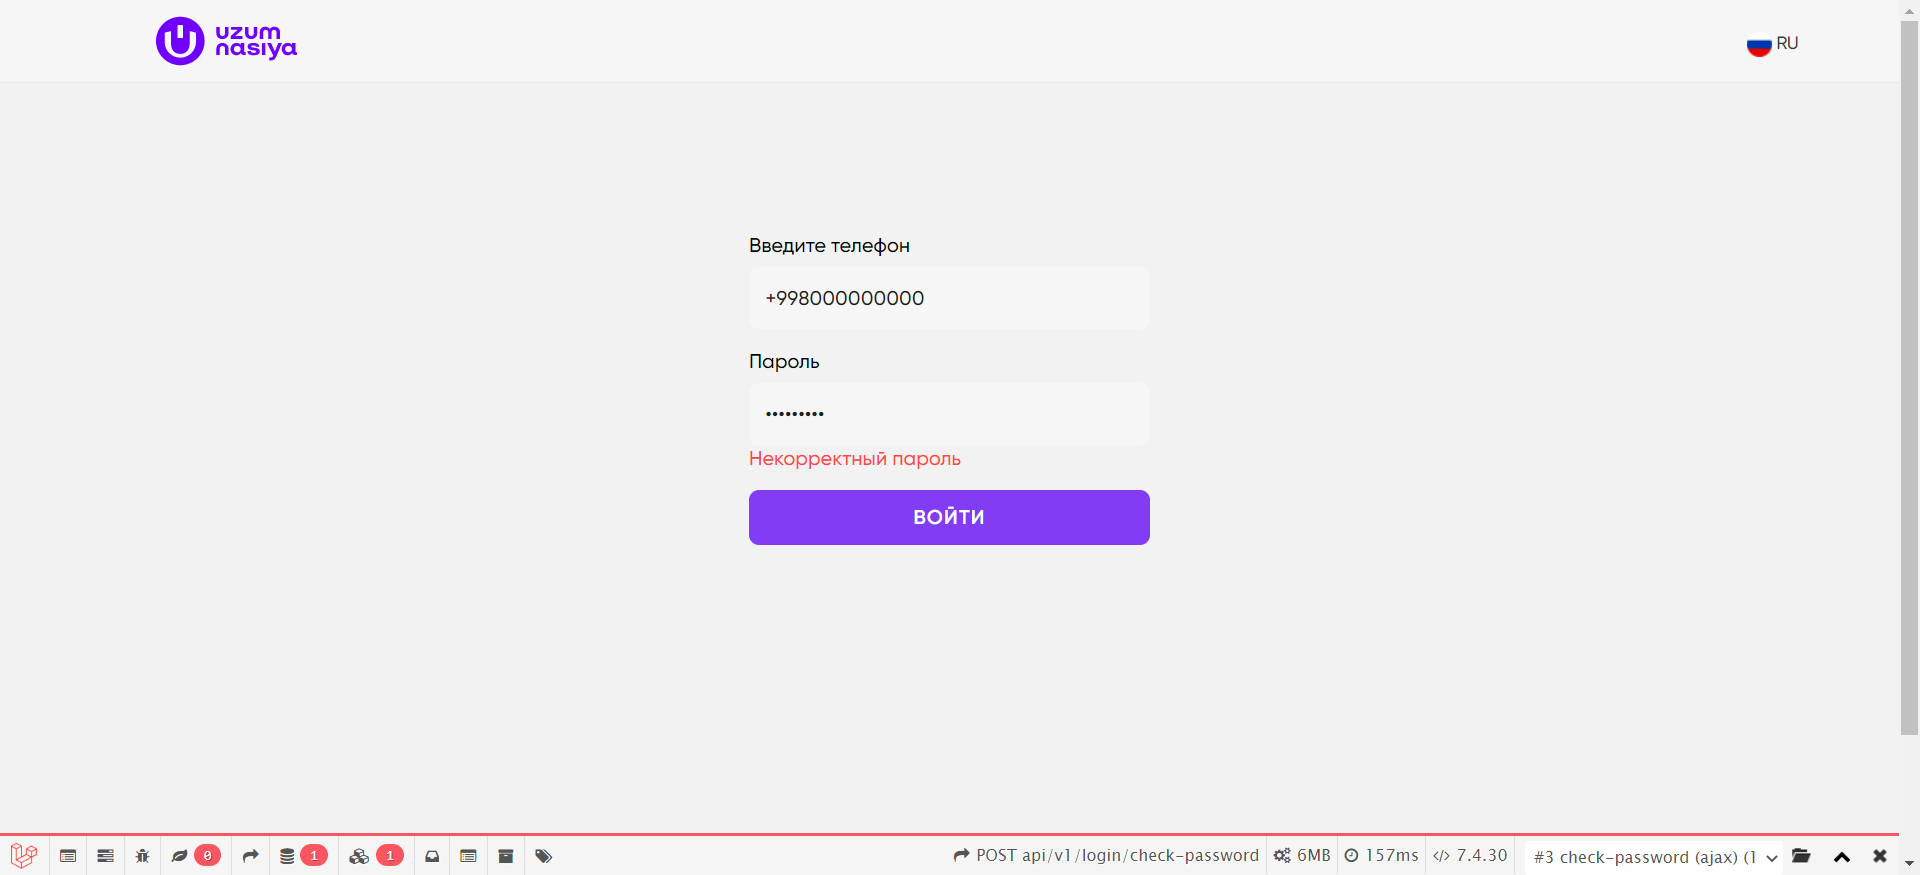 uzum
nasiya
RU
Введите телефон
+998000000000
Пароль
•••••••••
Некорректный пароль
ВОЙТИ
0
1
1
POST api/v1/login/check-password
6MB
157ms
7.4.30
#3 check-password (ajax) (1